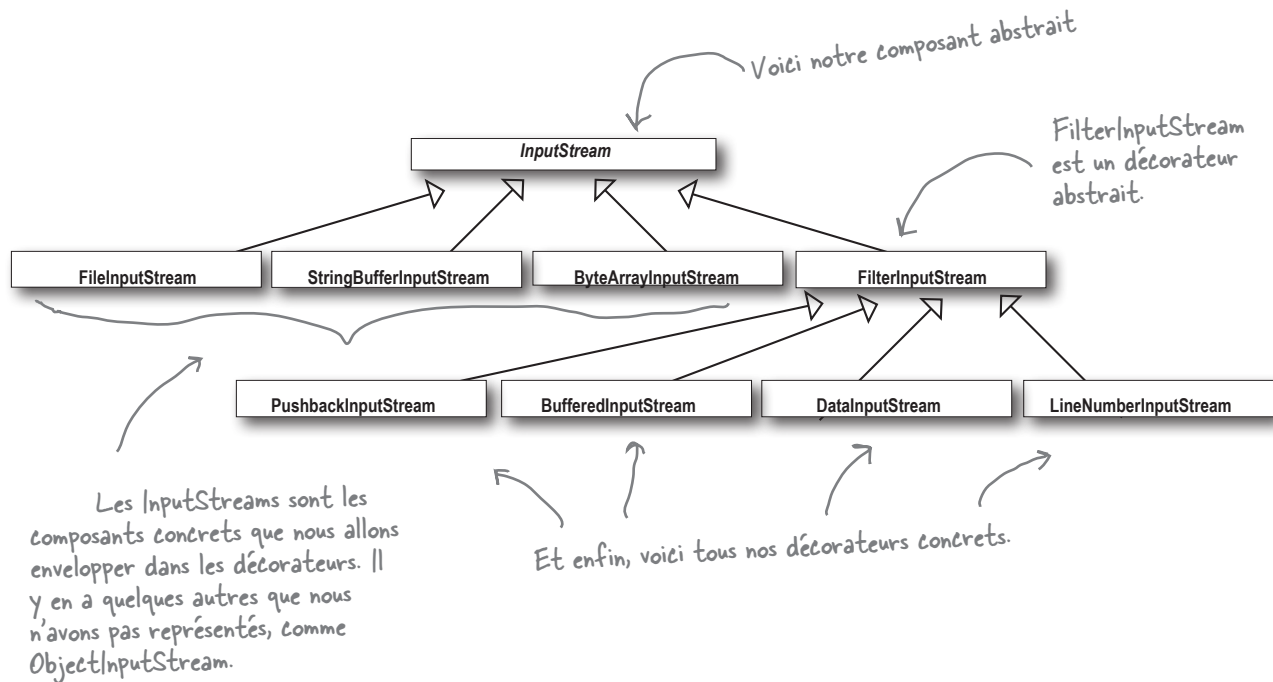 Voici notre composant abstrait
InputStream
FilterInputStream
est un décorateur
abstrait.
FileInputStream
StringBufferInputStream
ByteArrayInputStream
FilterInputStream
PushbackInputStream
BufferedInputStream
DataInputStream
LineNumberInputStream
Les InputStreams sont les
composants concrets que nous allons
envelopper dans les décorateurs. Il
y en a quelques autres que nous
n'avons pas représentés, comme
ObjectInputStream.
Et enfin, voici tous nos décorateurs concrets.